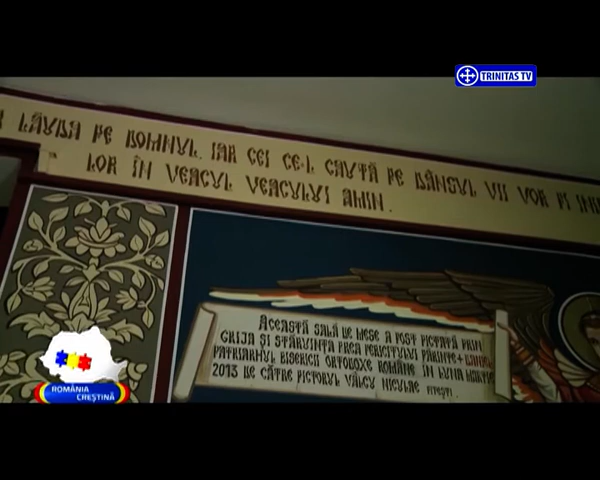 TRINITAS TV
LĂUDA PE DOMNUL, IAR CEI CE-L CAUTĂ PE DÂNSUL VII VOR FI
LOR ÎN VEACUL VEACULUI AMIN.
ACEASTĂ SALĂ DE MESE A FOST PICTATĂ PRIN
GRIJA ȘI STĂRUINȚA PREA FERICITULUI PĂRINTE +
PATRIARHUL BISERICII ORTODOXE ROMÂNE ÎN LUNA MARTIE
2013 DE CĂTRE PICTORUL VÂLCU NICULAE PITEȘTI.
ROMÂNIA
CREȘTINĂ